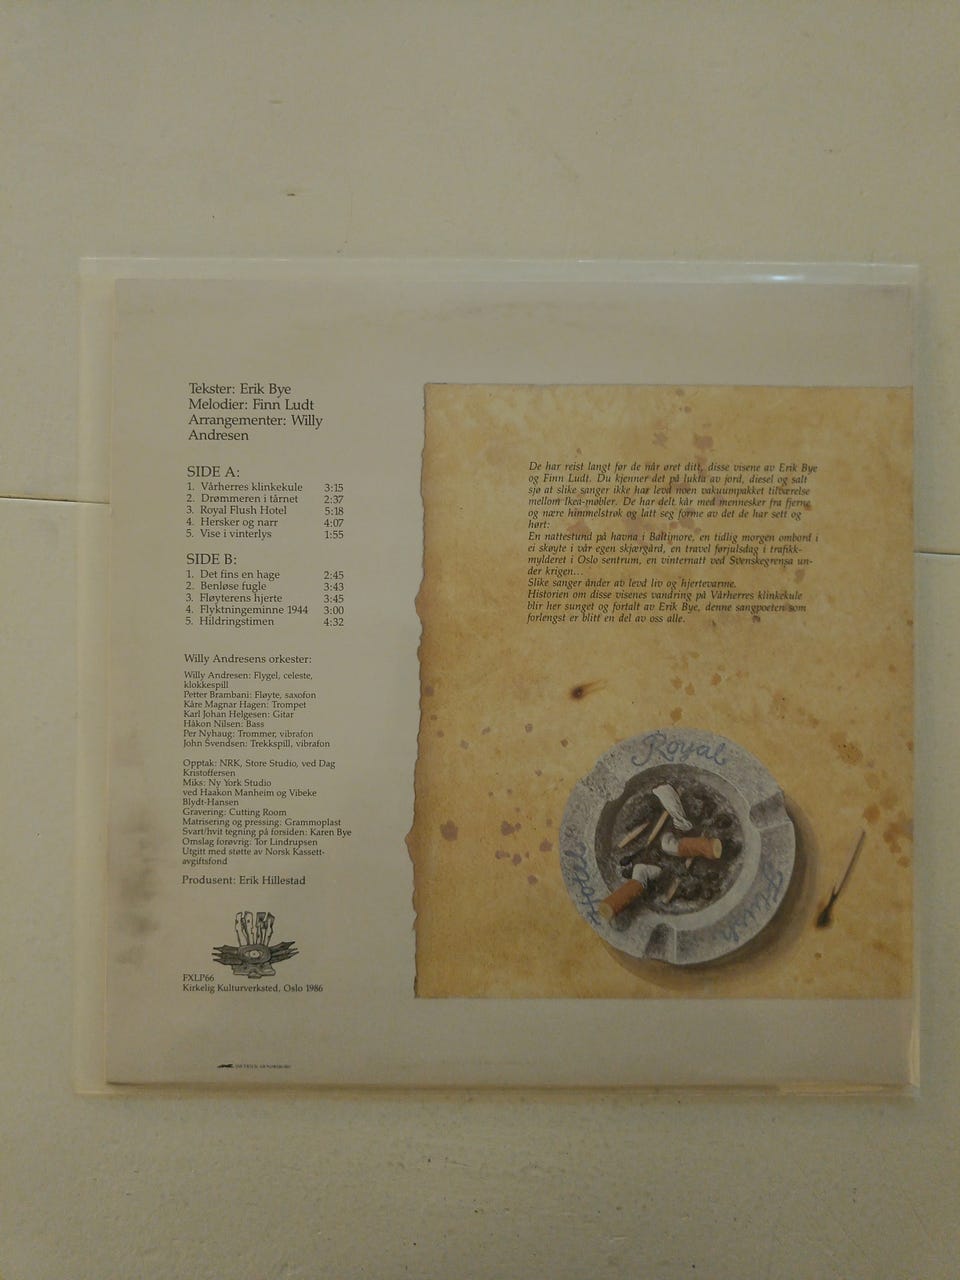 Tekster: Erik Bye
Melodier: Finn Ludt
Arrangementer: Willy
Andresen
SIDE A:
1. Vårherres klinkekule 3:15
2. Drømmeren i tårnet 2:37
3. Royal Flush Hotel 5:18
4. Hersker og narr 4:07
5. Vise i vinterlys 1:55
SIDE B:
1. Det fins en hage 2:45
2. Benløse fugle 3:43
3. Fløyterens hjerte 3:45
4. Flyktningeminne 1944 3:00
5. Hildringstimen 4:32
Willy Andresens orkester:
Willy Andresen: Flygel, celeste,
klokkespill
Petter Brambani: Fløyte, saxofon
Kåre Magnar Hagen: Trompet
Karl Johan Helgesen: Gitar
Håkon Nilsen: Bass
Per Nyhaug: Trommer, vibrafon
John Svendsen: Trekkspill, vibrafon
Opptak: NRK, Store Studio, ved Dag
Kristoffersen
Miks: Ny York Studio
ved Haakon Manheim og Vibeke
Blydt-Hansen
Gravering: Cutting Room
Matrisering og pressing: Grammoplast
Svart/hvit tegning på forsiden: Karen Bye
Omslag forøvrig: Tor Lindrupsen
Utgitt med støtte av Norsk Kassett-
avgiftsfond
Produsent: Erik Hillestad
FXLP66
Kirkelig Kulturverksted, Oslo 1986
De har reist langt før de når øret ditt, disse visene av Erik Bye
og Finn Ludt. Du kjenner det på lukta av jord, diesel og salt
sjø at slike sanger ikke har levd noen vakuumpakket tilværelse
mellom Ikea-møbler. De har delt kår med mennesker fra fjerne
og nære himmelstrøk og latt seg forme av det de har sett og
hørt:
En nattestund på havna i Baltimore, en tidlig morgen ombord i
ei skøyte i vår egen skjærgård, en travel førjulsdag i trafikk-
mylderet i Oslo sentrum, en vinternatt ved Svenskegrensa un-
der krigen...
Slike sanger ånder av levd liv og hjertevarme.
Historien om disse visenes vandring på Vårherres klinkekule
blir her sunget og fortalt av Erik Bye, denne sangpoeten som
forlengst er blitt en del av oss alle.
Royal
Flush
Hotell